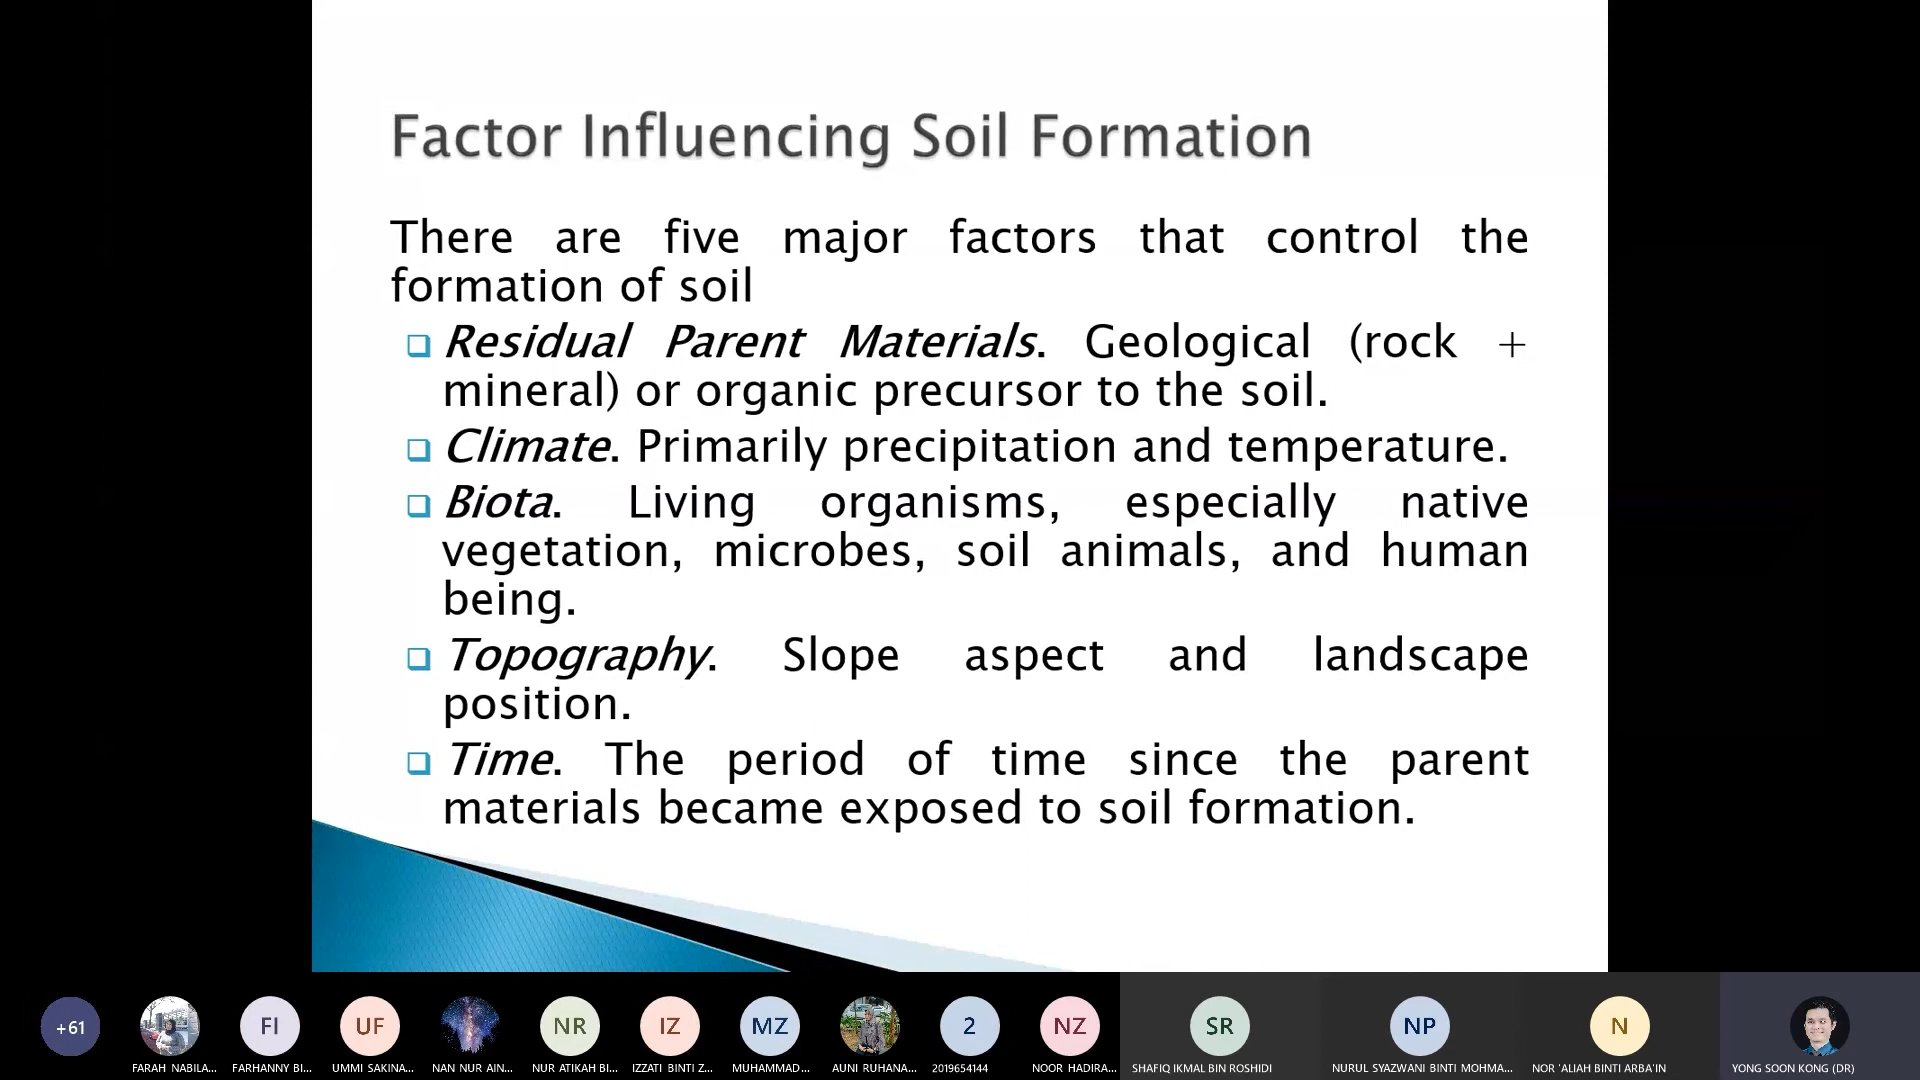 Factor Influencing Soil Formation
There are five major factors that control the
formation of soil
Residual Parent Materials. Geological (rock +
mineral) or organic precursor to the soil.
Climate. Primarily precipitation and temperature.
Biota. Living organisms, especially native
vegetation, microbes, soil animals, and human
being.
Topography. Slope aspect and landscape
position.
Time. The period of time since the parent
materials became exposed to soil formation.
+61 FI UF NR IZ MZ 2 NZ SR NP N
FARAH NABILA... FARHANNY BI... UMMI SAKINA... NAN NUR AIN... NUR ATIKAH BI... IZZATI BINTI Z... MUHAMMAD... AUNI RUHANA... 2019654144 NOOR HADIRA... SHAFIQ IKMAL BIN ROSHIDI NURUL SYAZWANI BINTI MOHMA... NOR 'ALIAH BINTI ARBA'IN YONG SOON KONG (DR)